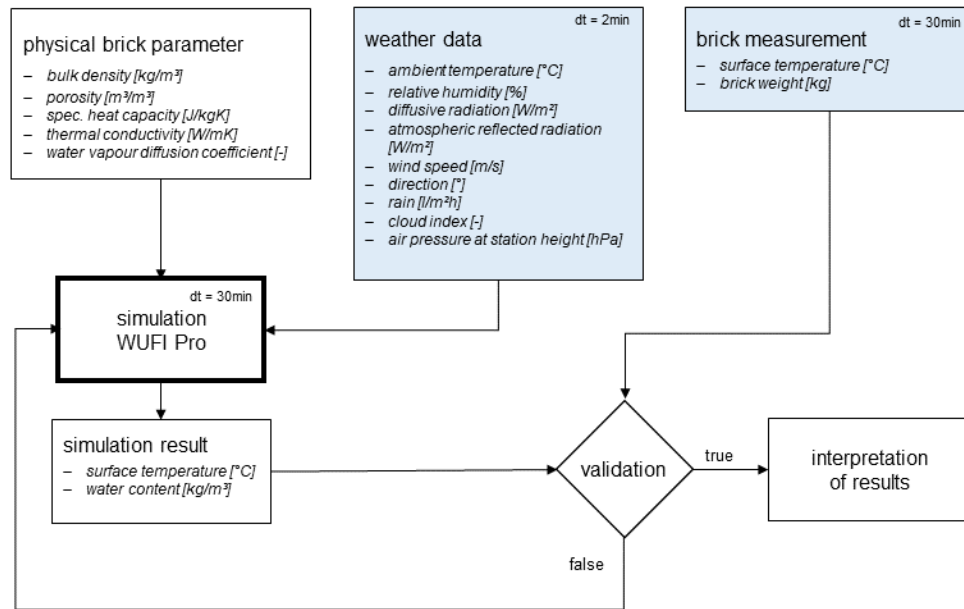 physical brick parameter
– bulk density [kg/m³]
– porosity [m³/m³]
– spec. heat capacity [J/kgK]
– thermal conductivity [W/mK]
– water vapour diffusion coefficient [-]
dt = 2min
weather data
– ambient temperature [°C]
– relative humidity [%]
– diffusive radiation [W/m²]
– atmospheric reflected radiation
[W/m²]
– wind speed [m/s]
– direction [°]
– rain [l/m²h]
– cloud index [-]
– air pressure at station height [hPa]
dt = 30min
brick measurement
– surface temperature [°C]
– brick weight [kg]
dt = 30min
simulation
WUFI Pro
simulation result
– surface temperature [°C]
– water content [kg/m³]
validation
true
false
interpretation
of results